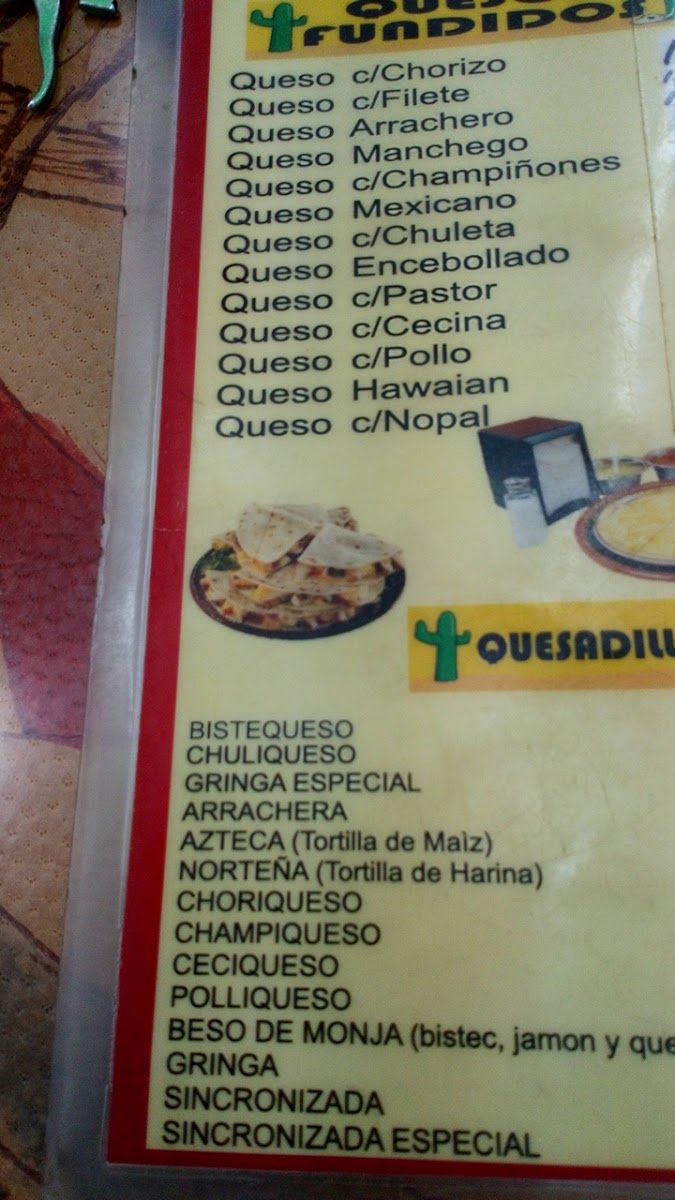 FUNDIDOS
Queso c/Chorizo
Queso c/Filete
Queso Arrachero
Queso Manchego
Queso c/Champiñones
Queso Mexicano
Queso c/Chuleta
Queso Encebollado
Queso c/Pastor
Queso c/Cecina
Queso c/Pollo
Queso Hawaian
Queso c/Nopal
QUESADILL
BISTEQUESO
CHULIQUESO
GRINGA ESPECIAL
ARRACHERA
AZTECA (Tortilla de Maìz)
NORTEÑA (Tortilla de Harina)
CHORIQUESO
CHAMPIQUESO
CECIQUESO
POLLIQUESO
BESO DE MONJA (bistec, jamon y que
GRINGA
SINCRONIZADA
SINCRONIZADA ESPECIAL